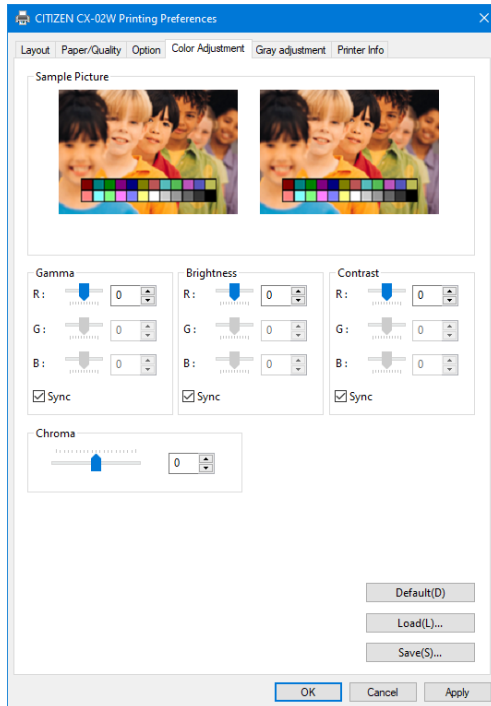 CITIZEN CX-02W Printing Preferences
Layout Paper/Quality Option Color Adjustment Gray adjustment Printer Info
Sample Picture
Gamma Brightness Contrast
R: 0 R: 0 R: 0
G: 0 G: 0 G: 0
B: 0 B: 0 B: 0
Sync Sync Sync
Chroma
0
Default(D)
Load(L)...
Save(S)...
OK Cancel Apply